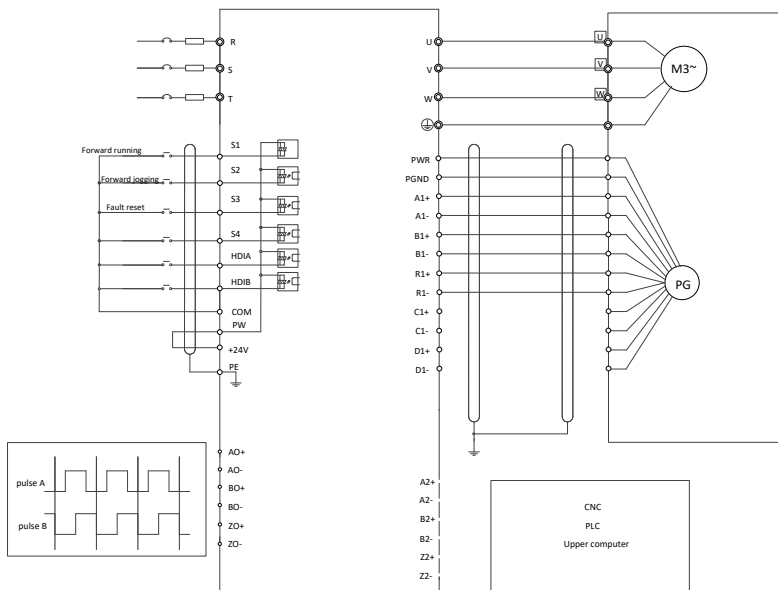 R
S
T
U
V
W
U
V
W
M3~
Forward running
Forward jogging
Fault reset
S1
S2
S3
S4
HDIA
HDIB
COM
PW
+24V
PE
PWR
PGND
A1+
A1-
B1+
B1-
R1+
R1-
C1+
C1-
D1+
D1-
PG
pulse A
pulse B
AO+
AO-
BO+
BO-
ZO+
ZO-
A2+
A2-
B2+
B2-
Z2+
Z2-
CNC
PLC
Upper computer